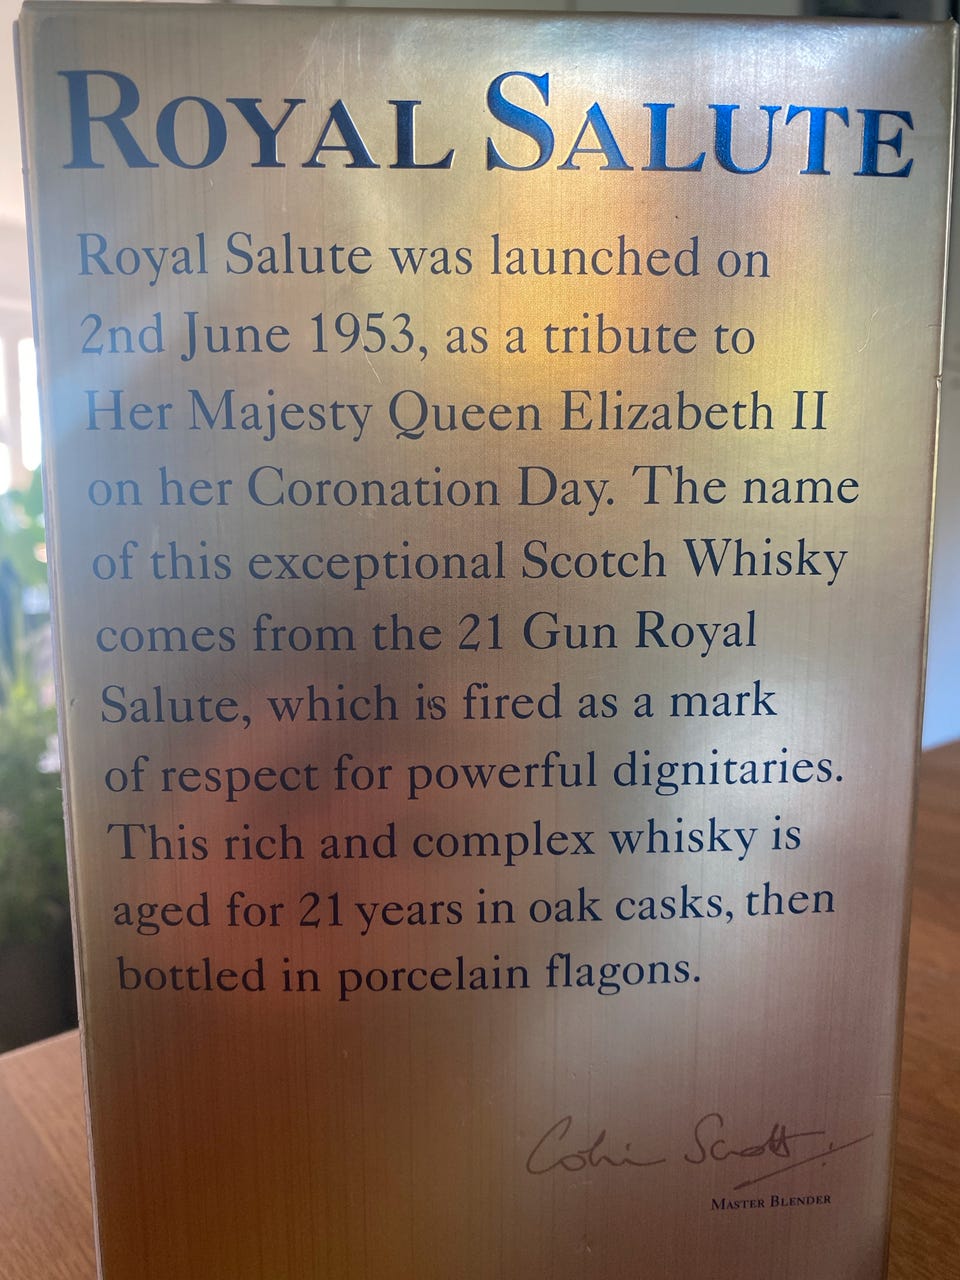 ROYAL SALUTE
Royal Salute was launched on
2nd June 1953, as a tribute to
Her Majesty Queen Elizabeth II
on her Coronation Day. The name
of this exceptional Scotch Whisky
comes from the 21 Gun Royal
Salute, which is fired as a mark
of respect for powerful dignitaries.
This rich and complex whisky is
aged for 21 years in oak casks, then
bottled in porcelain flagons.
Colin Scott
MASTER BLENDER